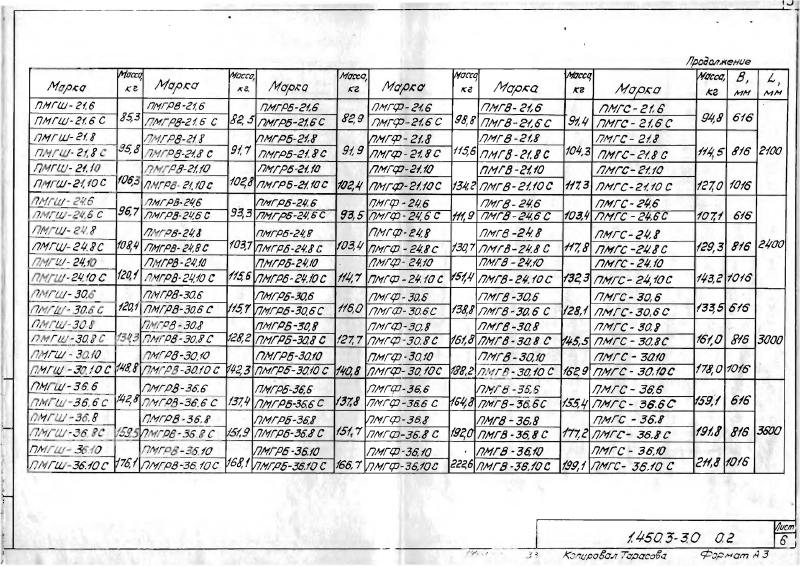 Продолжение
Марка Масса, кг Марка Масса, кг Марка Масса, кг Марка Масса, кг Марка Марка Масса, кг B, мм L, мм
ПМГШ-21.6 ПМГРВ-21.6 ПМГРБ-21.6 ПМГФ-21.6 ПМГВ-21.6 ПМГС-21.6
ПМГШ-21.6 С 85,3 ПМГРВ-21.6 С 82,5 ПМГРБ-21.6 С 82,9 ПМГФ-21.6 С 98,8 ПМГВ-21.6 С 91,4 ПМГС-21.6 С 94,8 616
ПМГШ-21.8 ПМГРВ-21.8 ПМГРБ-21.8 ПМГФ-21.8 ПМГВ-21.8 ПМГС-21.8
ПМГШ-21.8 С 95,8 ПМГРВ-21.8 С 91,7 ПМГРБ-21.8 С 91,9 ПМГФ-21.8 С 115,6 ПМГВ-21.8 С 104,3 ПМГС-21.8 С 114,5 816 2100
ПМГШ-21.10 ПМГРВ-21.10 ПМГРБ-21.10 ПМГФ-21.10 ПМГВ-21.10 ПМГС-21.10
ПМГШ-21.10 С 106,3 ПМГРВ-21.10 С 102,8 ПМГРБ-21.10 С 102,4 ПМГФ-21.10 С 134,2 ПМГВ-21.10 С 117,3 ПМГС-21.10 С 127,0 1016
ПМГШ-24.6 ПМГРВ-24.6 ПМГРБ-24.6 ПМГФ-24.6 ПМГВ-24.6 ПМГС-24.6
ПМГШ-24.6 С 96,7 ПМГРВ-24.6 С 93,3 ПМГРБ-24.6 С 93,5 ПМГФ-24.6 С 111,9 ПМГВ-24.6 С 103,4 ПМГС-24.6 С 107,1 616
ПМГШ-24.8 ПМГРВ-24.8 ПМГРБ-24.8 ПМГФ-24.8 ПМГВ-24.8 ПМГС-24.8
ПМГШ-24.8 С 108,4 ПМГРВ-24.8 С 103,7 ПМГРБ-24.8 С 103,4 ПМГФ-24.8 С 130,7 ПМГВ-24.8 С 117,8 ПМГС-24.8 С 129,3 816 2400
ПМГШ-24.10 ПМГРВ-24.10 ПМГРБ-24.10 ПМГФ-24.10 ПМГВ-24.10 ПМГС-24.10
ПМГШ-24.10 С 120,1 ПМГРВ-24.10 С 115,6 ПМГРБ-24.10 С 114,7 ПМГФ-24.10 С 151,4 ПМГВ-24.10 С 132,3 ПМГС-24.10 С 143,2 1016
ПМГШ-30.6 ПМГРВ-30.6 ПМГРБ-30.6 ПМГФ-30.6 ПМГВ-30.6 ПМГС-30.6
ПМГШ-30.6 С 120,1 ПМГРВ-30.6 С 115,7 ПМГРБ-30.6 С 116,0 ПМГФ-30.6 С 138,8 ПМГВ-30.6 С 128,1 ПМГС-30.6 С 133,5 616
ПМГШ-30.8 ПМГРВ-30.8 ПМГРБ-30.8 ПМГФ-30.8 ПМГВ-30.8 ПМГС-30.8
ПМГШ-30.8 С 134,3 ПМГРВ-30.8 С 128,2 ПМГРБ-30.8 С 127,7 ПМГФ-30.8 С 161,8 ПМГВ-30.8 С 145,5 ПМГС-30.8 С 161,0 816 3000
ПМГШ-30.10 ПМГРВ-30.10 ПМГРБ-30.10 ПМГФ-30.10 ПМГВ-30.10 ПМГС-30.10
ПМГШ-30.10 С 148,8 ПМГРВ-30.10 С 142,3 ПМГРБ-30.10 С 140,8 ПМГФ-30.10 С ПМГВ-30.10 С 162,9 ПМГС-30.10 С 178,0 1016
ПМГШ-36.6 ПМГРВ-36.6 ПМГРБ-36.6 ПМГФ-36.6 ПМГВ-36.6 ПМГС-36.6
ПМГШ-36.6 С 142,8 ПМГРВ-36.6 С 137,4 ПМГРБ-36.6 С 137,8 ПМГФ-36.6 С 164,8 ПМГВ-36.6 С 155,4 ПМГС-36.6 С 159,1 616
ПМГШ-36.8 ПМГРВ-36.8 ПМГРБ-36.8 ПМГФ-36.8 ПМГВ-36.8 ПМГС-36.8
ПМГШ-36.8 С 159,5 ПМГРВ-36.8 С 151,9 ПМГРБ-36.8 С 151,7 ПМГФ-36.8 С 192,0 ПМГВ-36.8 С 177,2 ПМГС-36.8 С 191,8 816 3600
ПМГШ-36.10 ПМГРВ-36.10 ПМГРБ-36.10 ПМГФ-36.10 ПМГВ-36.10 ПМГС-36.10
ПМГШ-36.10 С 176,1 ПМГРВ-36.10 С 168,1 ПМГРБ-36.10 С 166,7 ПМГФ-36.10 С 222,6 ПМГВ-36.10 С 199,1 ПМГС-36.10 С 211,8 1016
1.450.3-3.0 0.2 Лист
6
33 Копировал Тарасова Формат А3